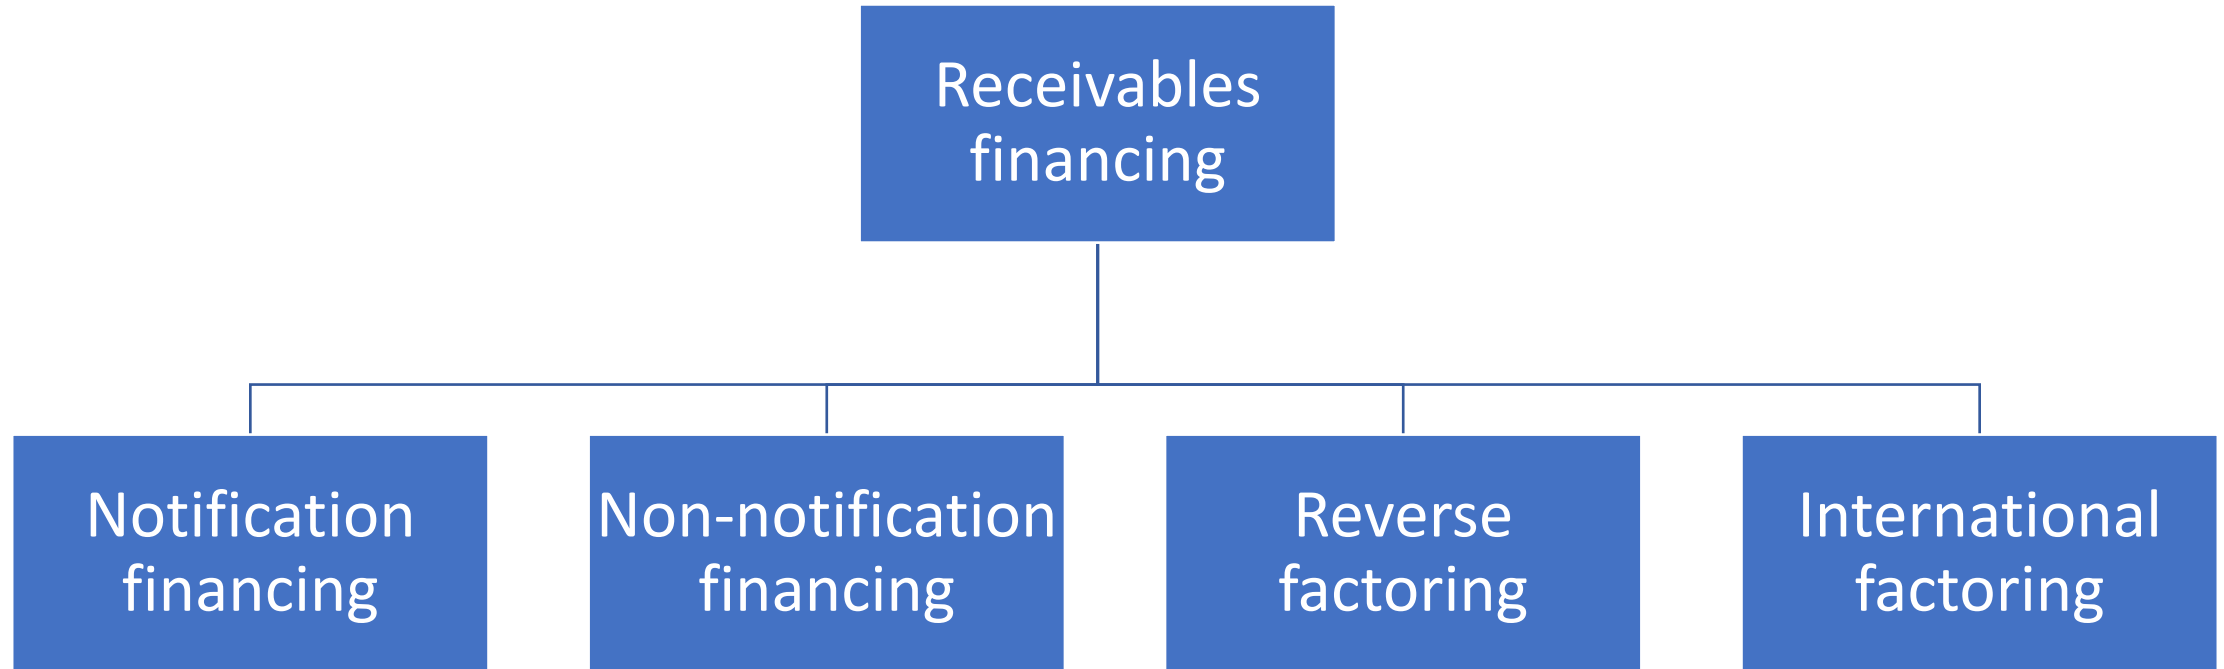 Receivables
financing
Notification
financing
Non-notification
financing
Reverse
factoring
International
factoring